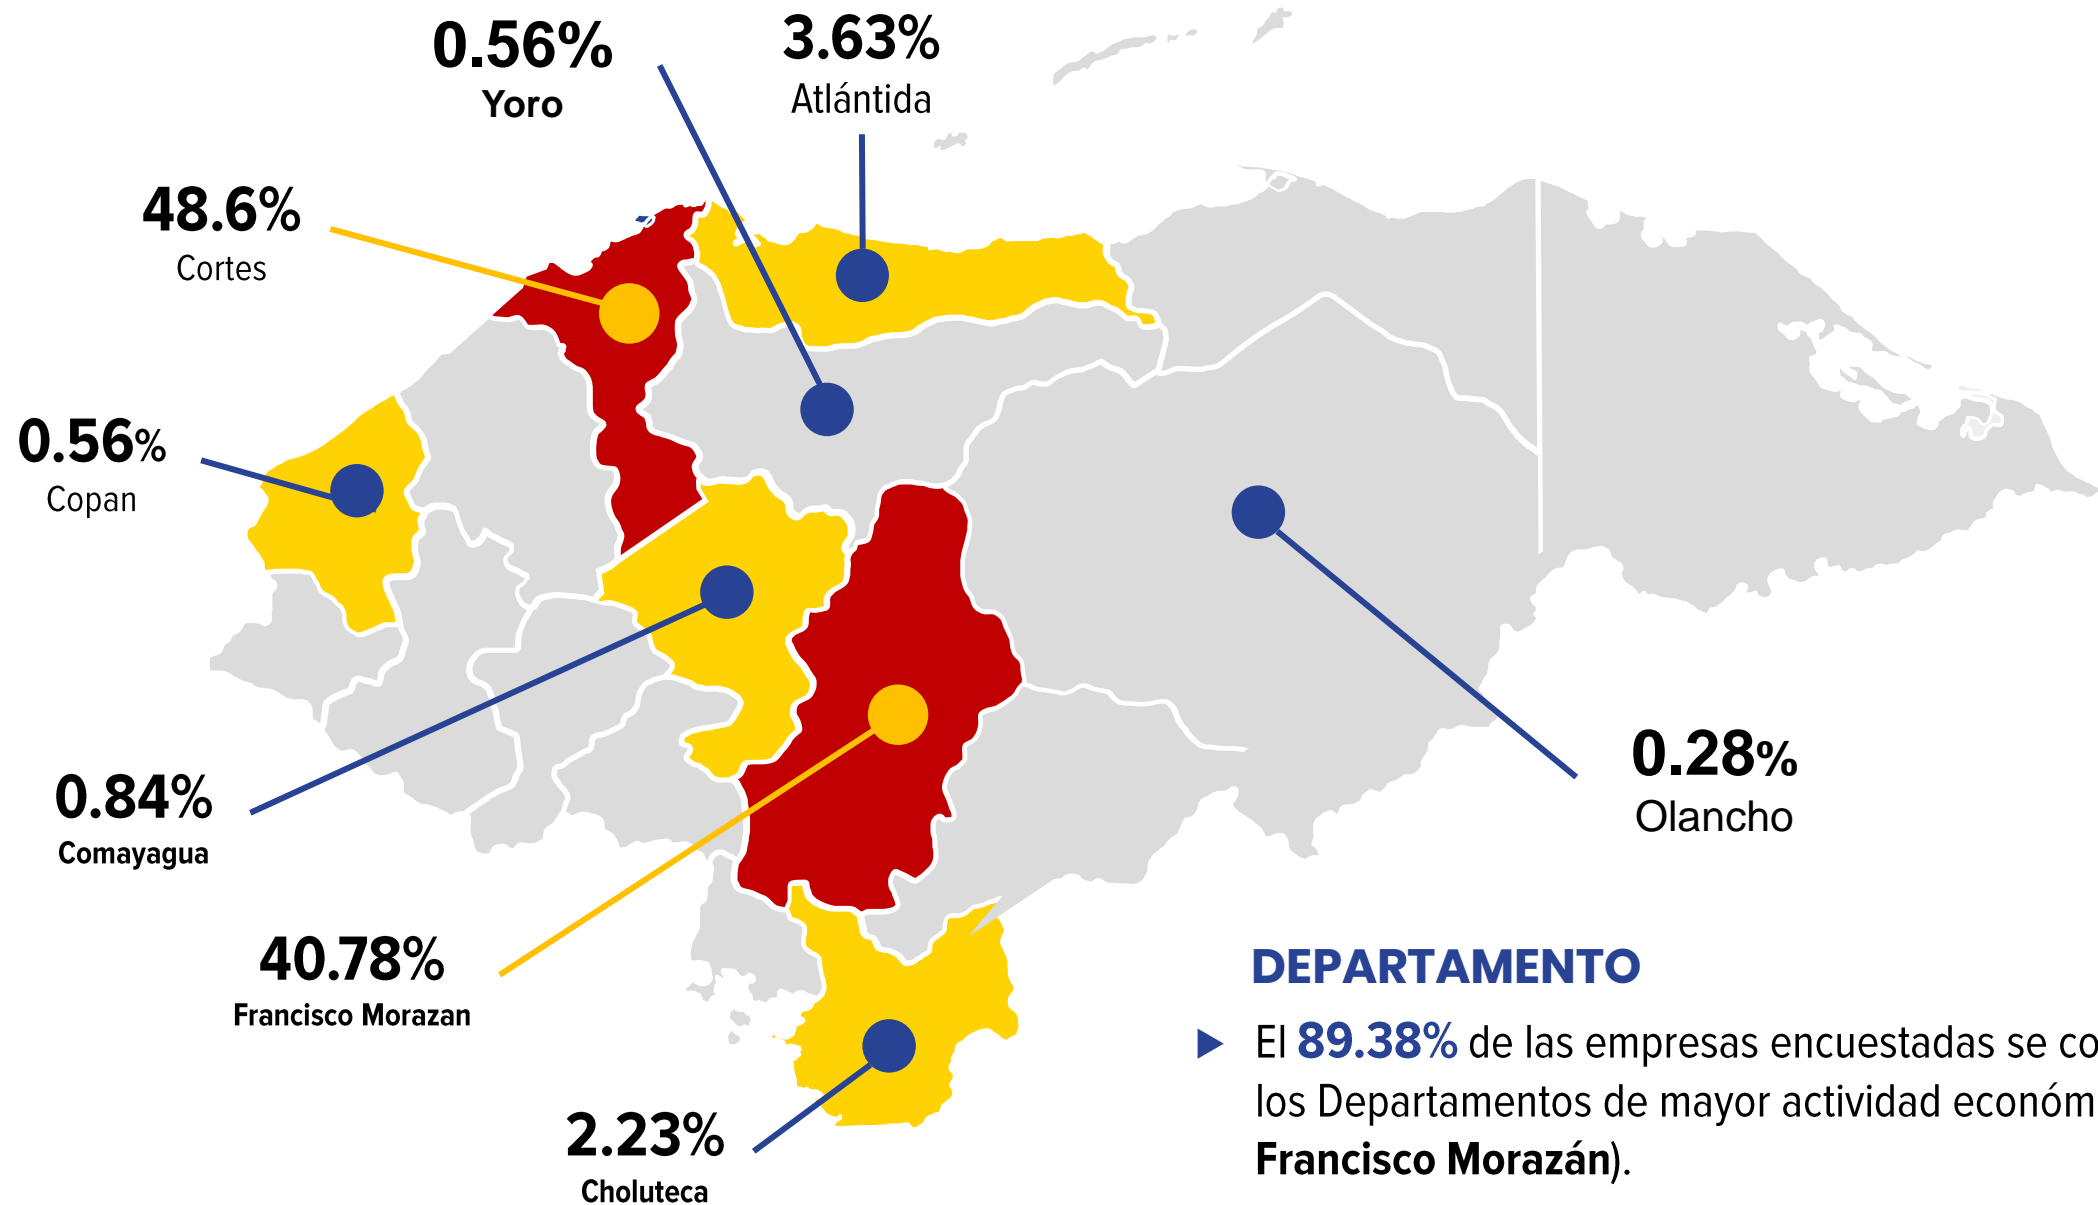 0.56%
Yoro
3.63%
Atlántida
48.6%
Cortes
0.56%
Copan
0.84%
Comayagua
40.78%
Francisco Morazan
2.23%
Choluteca
0.28%
Olancho
DEPARTAMENTO
El 89.38% de las empresas encuestadas se co
los Departamentos de mayor actividad económ
Francisco Morazán).